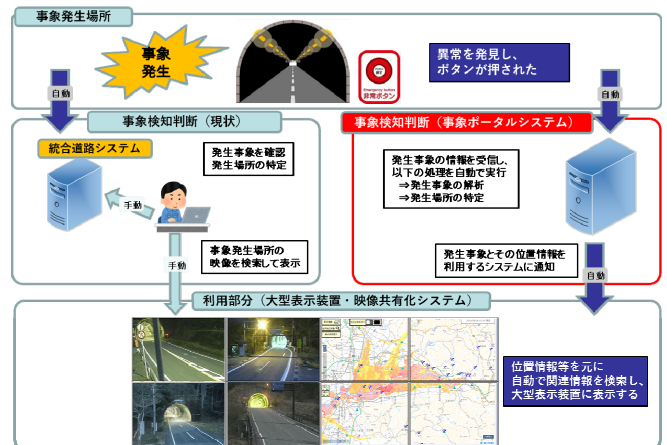 事象発生場所
事象
発生
Emergency button
非常ボタン
異常を発見し、
ボタンが押された
自動
自動
事象検知判断（現状）
統合道路システム
発生事象を確認
発生場所の特定
手動
事象発生場所の
映像を検索して表示
手動
事象検知判断（事象ポータルシステム）
発生事象の情報を受信し、
以下の処理を自動で実行
⇒発生事象の解析
⇒発生場所の特定
発生事象とその位置情報を
利用するシステムに通知
自動
利用部分（大型表示装置・映像共有化システム）
位置情報等を元に
自動で関連情報を検索し、
大型表示装置に表示する